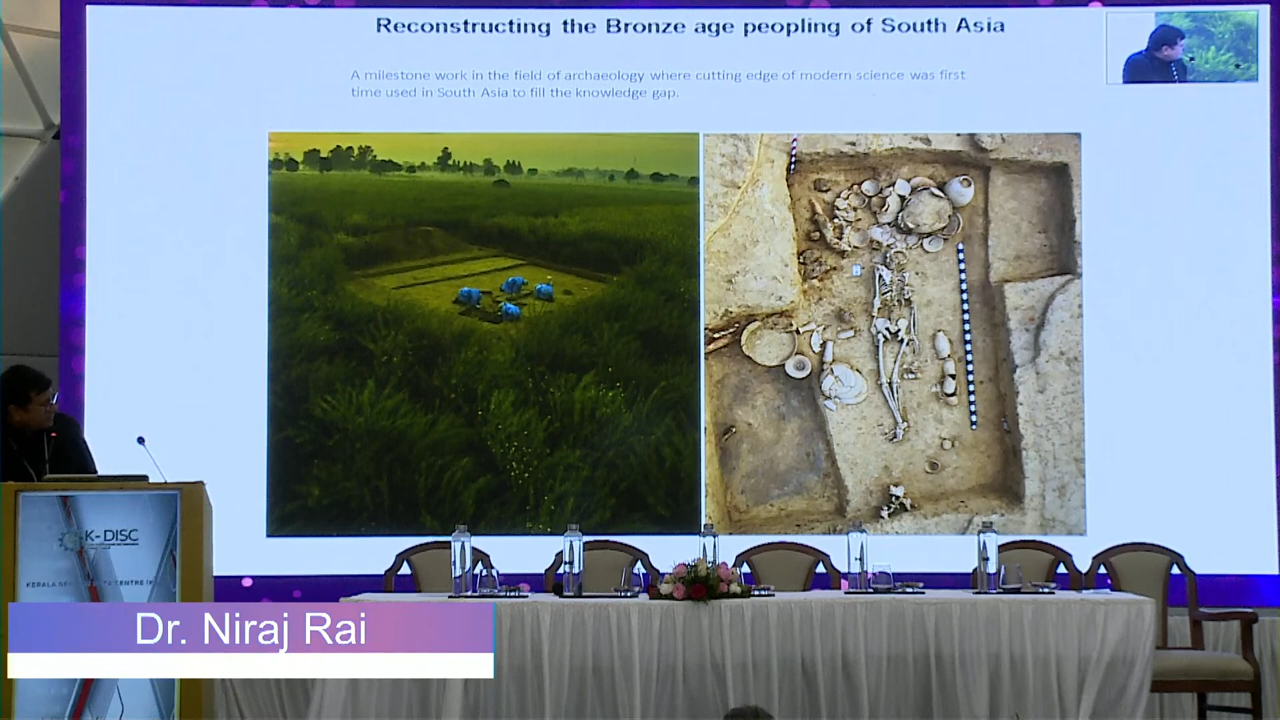 Reconstructing the Bronze age peopling of South Asia
A milestone work in the field of archaeology where cutting edge of modern science was first
time used in South Asia to fill the knowledge gap.
K-DISC
Dr. Niraj Rai